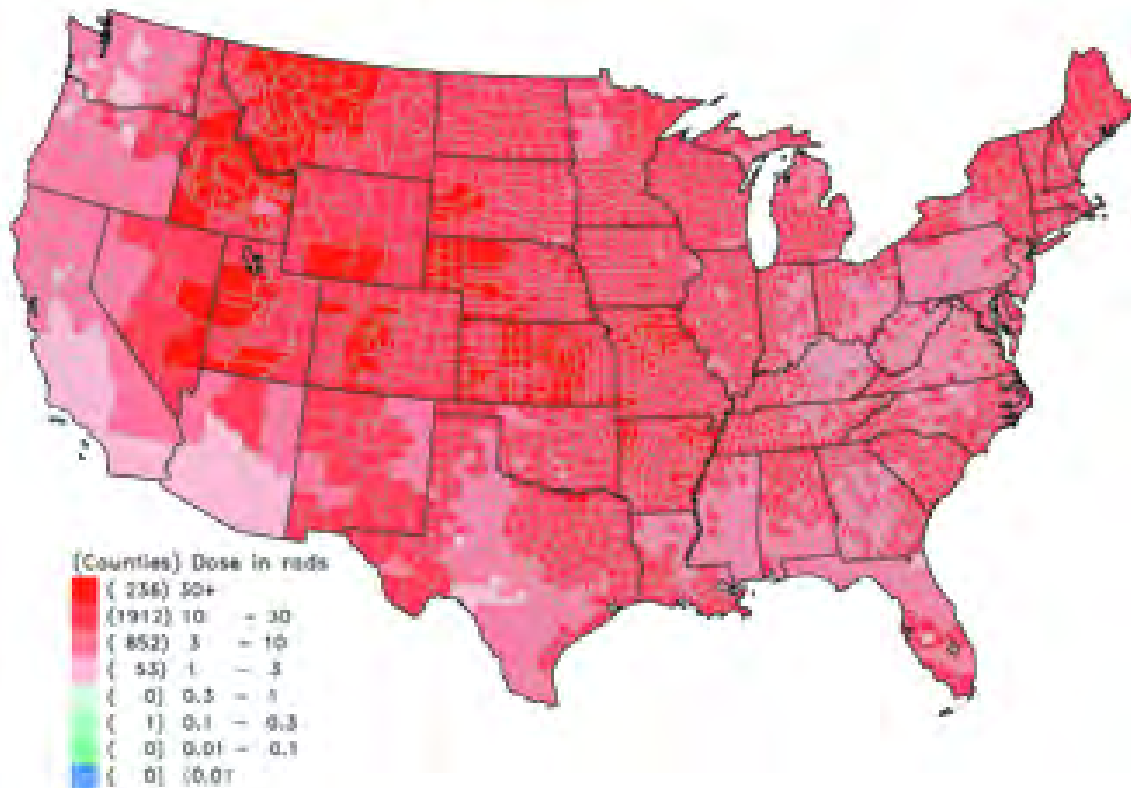 (Counties) Dose in rads
( 236) 30+
(1912) 10 - 30
( 852) 3 - 10
( 53) 1 - 3
( 0) 0.3 - 1
( 1) 0.1 - 0.3
( 0) 0.01 - 0.1
( 0) <0.01